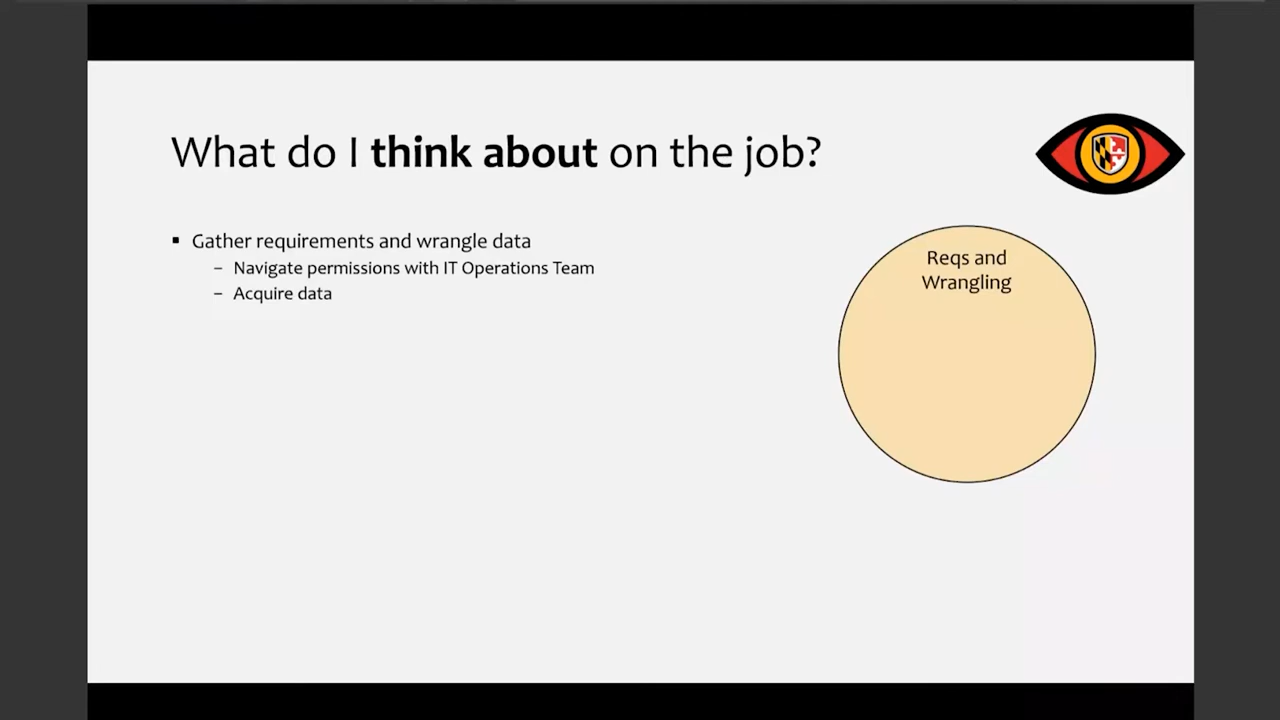 What do I think about on the job?
▪ Gather requirements and wrangle data
– Navigate permissions with IT Operations Team
– Acquire data
Reqs and
Wrangling